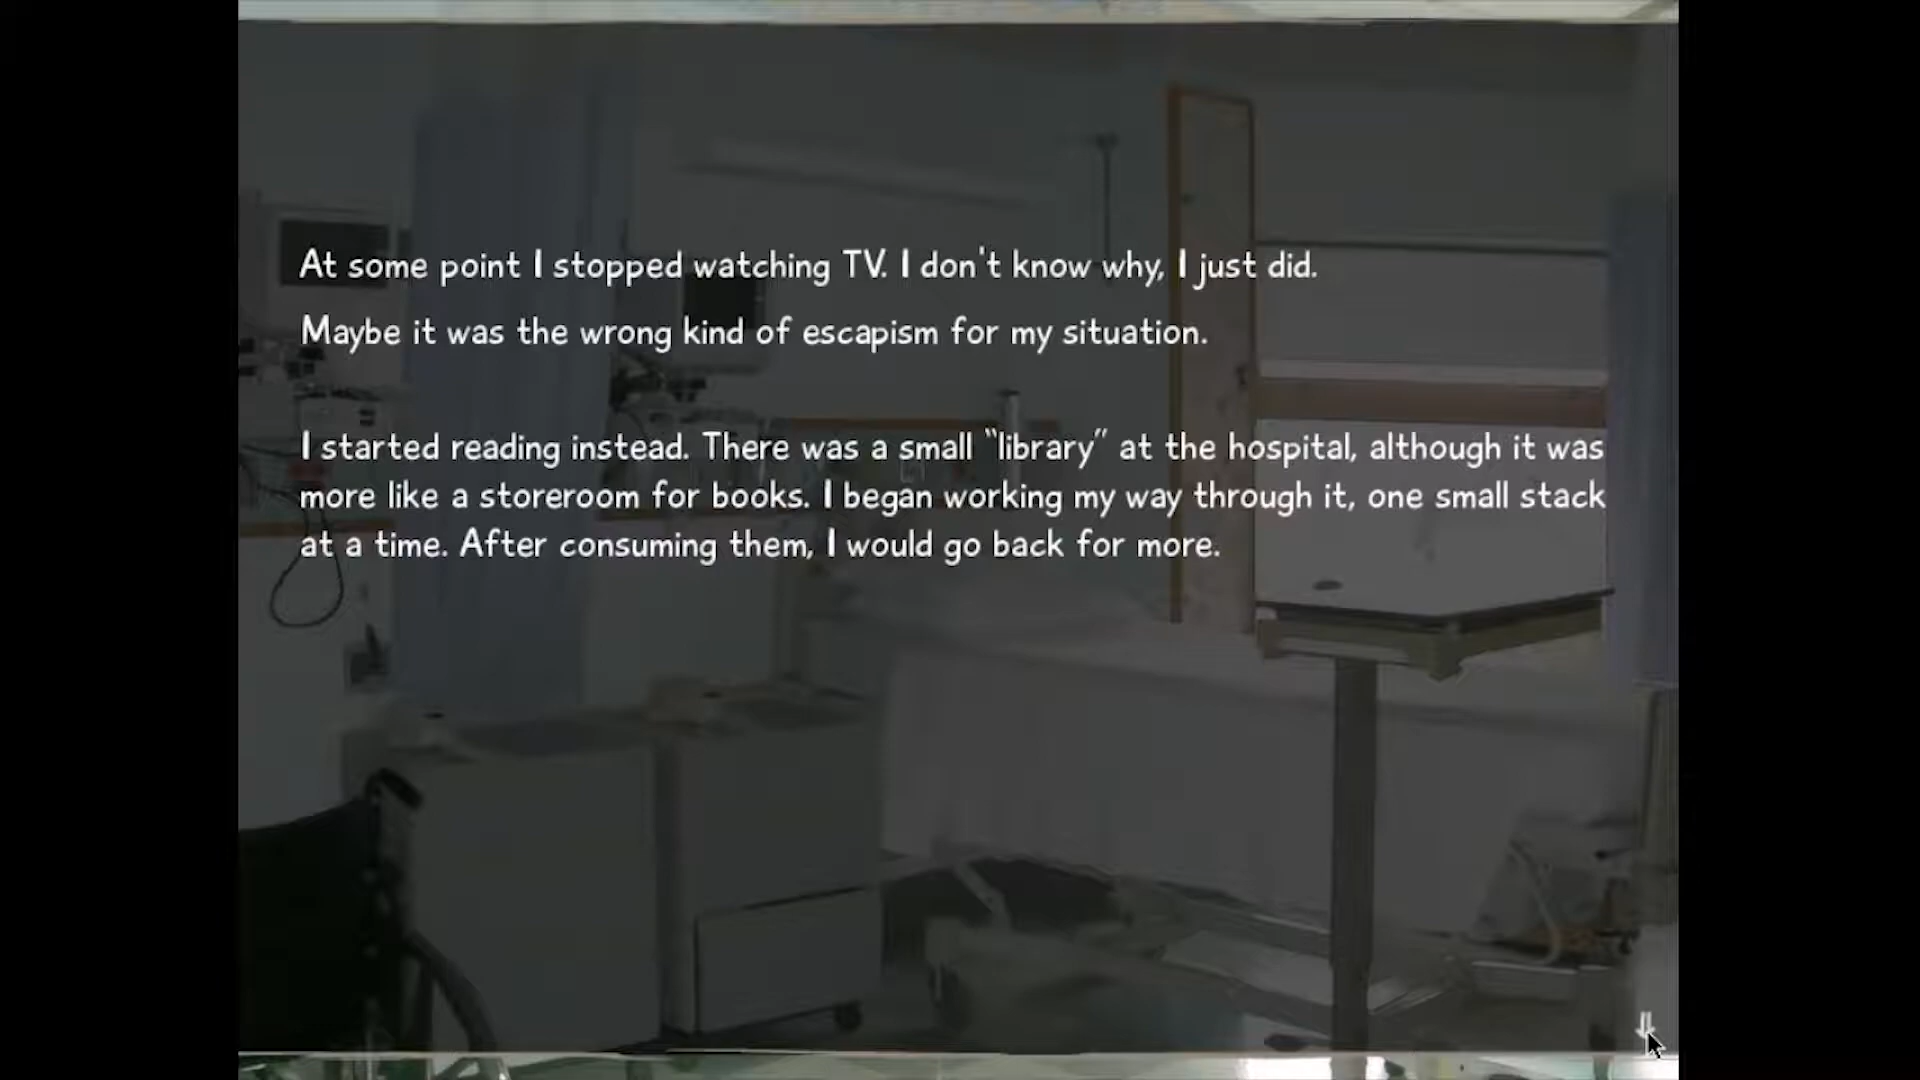 At some point I stopped watching TV. I don't know why, I just did.
Maybe it was the wrong kind of escapism for my situation.
I started reading instead. There was a small “library” at the hospital, although it was
more like a storeroom for books. I began working my way through it, one small stack
at a time. After consuming them, I would go back for more.